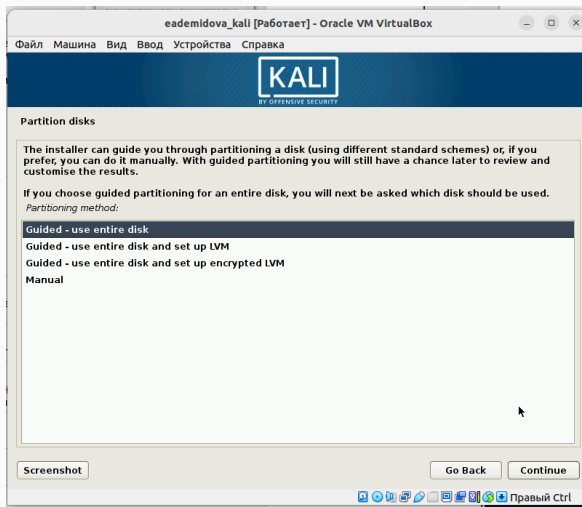 eademidova_kali [Работает] - Oracle VM VirtualBox
Файл Машина Вид Ввод Устройства Справка
KALI
BY OFFENSIVE SECURITY
Partition disks
The installer can guide you through partitioning a disk (using different standard schemes) or, if you
prefer, you can do it manually. With guided partitioning you will still have a chance later to review and
customise the results.
If you choose guided partitioning for an entire disk, you will next be asked which disk should be used.
Partitioning method:
Guided - use entire disk
Guided - use entire disk and set up LVM
Guided - use entire disk and set up encrypted LVM
Manual
Screenshot
Go Back
Continue
Правый Ctrl